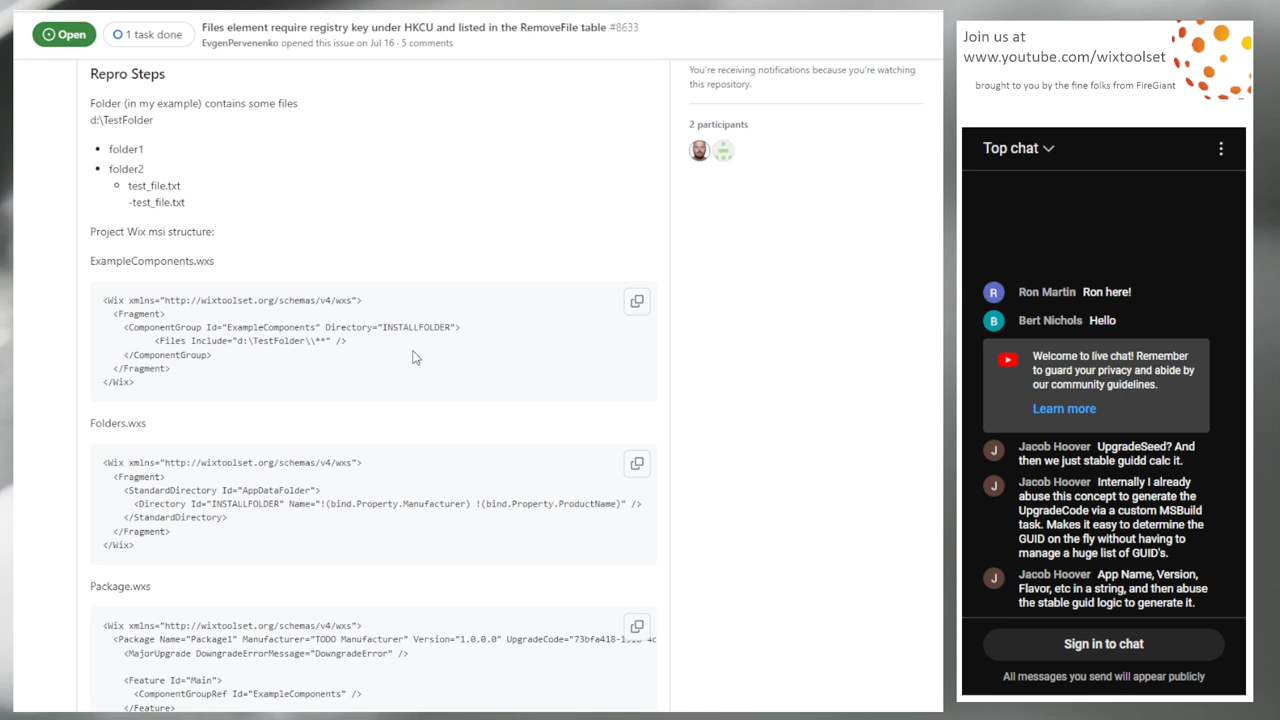 Open
1 task done
Files element require registry key under HKCU and listed in the RemoveFile table #8633
EvgenPervenenko opened this issue on Jul 16 · 5 comments
Repro Steps
Folder (in my example) contains some files
d:\TestFolder
• folder1
• folder2
test_file.txt
-test_file.txt
Project Wix msi structure:
ExampleComponents.wxs
<Wix xmlns="http://wixtoolset.org/schemas/v4/wxs">
<Fragment>
<ComponentGroup Id="ExampleComponents" Directory="INSTALLFOLDER">
<Files Include="d:\TestFolder\\**" />
</ComponentGroup>
</Fragment>
</Wix>
Folders.wxs
<Wix xmlns="http://wixtoolset.org/schemas/v4/wxs">
<Fragment>
<StandardDirectory Id="AppDataFolder">
<Directory Id="INSTALLFOLDER" Name="!(bind.Property.Manufacturer) !(bind.Property.ProductName)" />
</StandardDirectory>
</Fragment>
</Wix>
Package.wxs
<Wix xmlns="http://wixtoolset.org/schemas/v4/wxs">
<Package Name="Package1" Manufacturer="TODO Manufacturer" Version="1.0.0.0"
<MajorUpgrade DowngradeErrorMessage="DowngradeError" />
<Feature Id="Main">
<ComponentGroupRef Id="ExampleComponents" />
</Feature>
You're receiving notifications because you're watching
this repository.
2 participants
Join us at
www.youtube.com/wixtoolset
brought to you by the fine folks from FireGiant
Top chat
R Ron Martin Ron here!
B Bert Nichols Hello
Welcome to live chat! Remember
to guard your privacy and abide by
our community guidelines.
Learn more
J Jacob Hoover UpgradeSeed? And
then we just stable guidd calc it.
J Jacob Hoover Internally I already
abuse this concept to generate the
UpgradeCode via a custom MSBuild
task. Makes it easy to determine the
GUID on the fly without having to
manage a huge list of GUID's.
J Jacob Hoover App Name, Version,
Flavor, etc in a string, and then abuse
the stable guid logic to generate it.
Sign in to chat
All messages you send will appear publicly